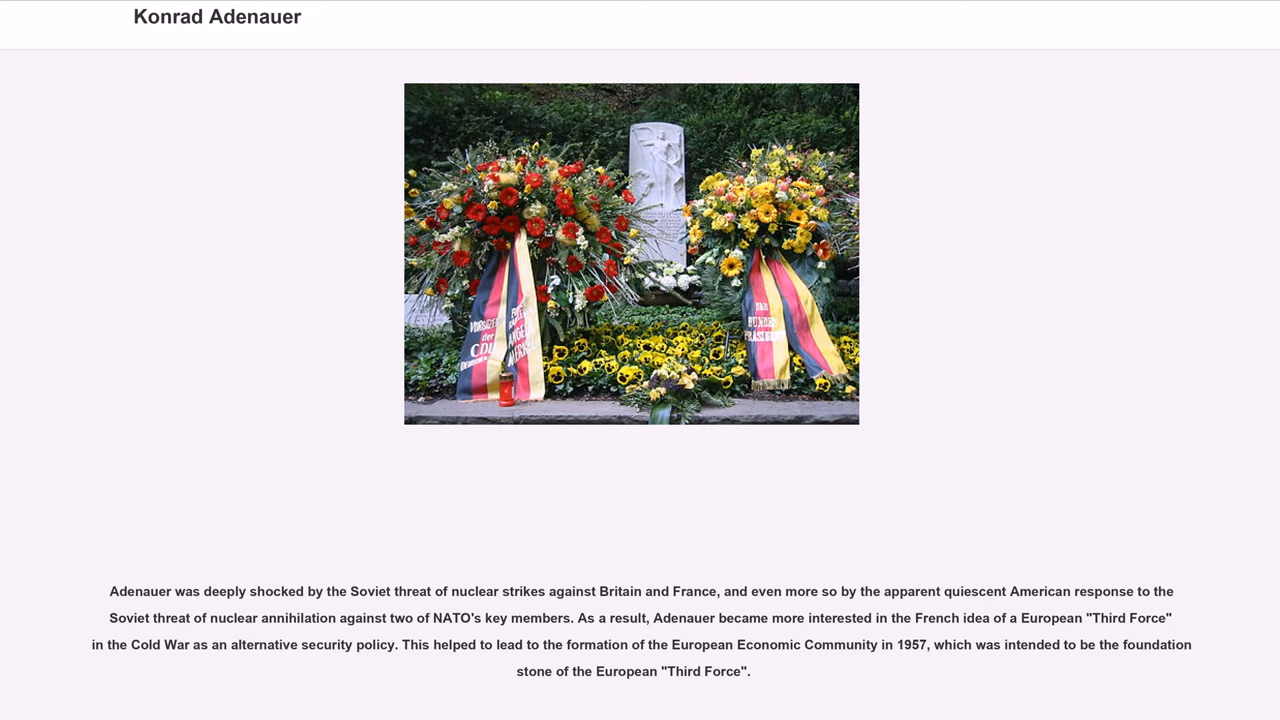 Konrad Adenauer
der
CDU
BUNDES
PRÄSIDENT
Adenauer was deeply shocked by the Soviet threat of nuclear strikes against Britain and France, and even more so by the apparent quiescent American response to the
Soviet threat of nuclear annihilation against two of NATO's key members. As a result, Adenauer became more interested in the French idea of a European "Third Force"
in the Cold War as an alternative security policy. This helped to lead to the formation of the European Economic Community in 1957, which was intended to be the foundation
stone of the European "Third Force".